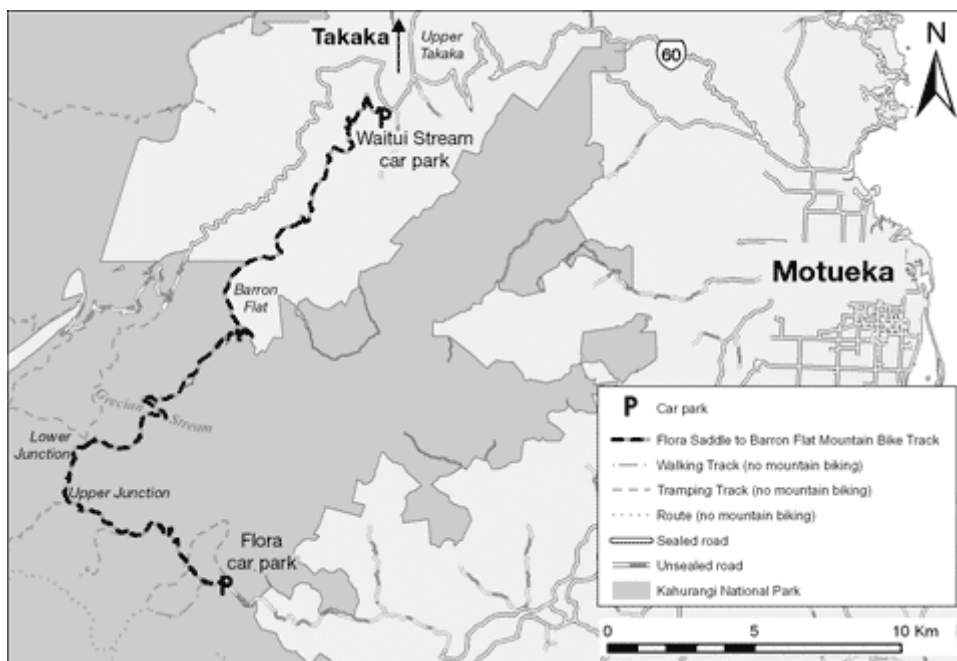 Takaka
Upper
Takaka
60
N
P
Waitui Stream
car park
Motueka
Barron
Flat
Grecian Stream
Lower
Junction
Upper Junction
Flora
car park
P
P Car park
Flora Saddle to Barron Flat Mountain Bike Track
Walking Track (no mountain biking)
Tramping Track (no mountain biking)
Route (no mountain biking)
Sealed road
Unsealed road
Kahurangi National Park
0 5 10 Km